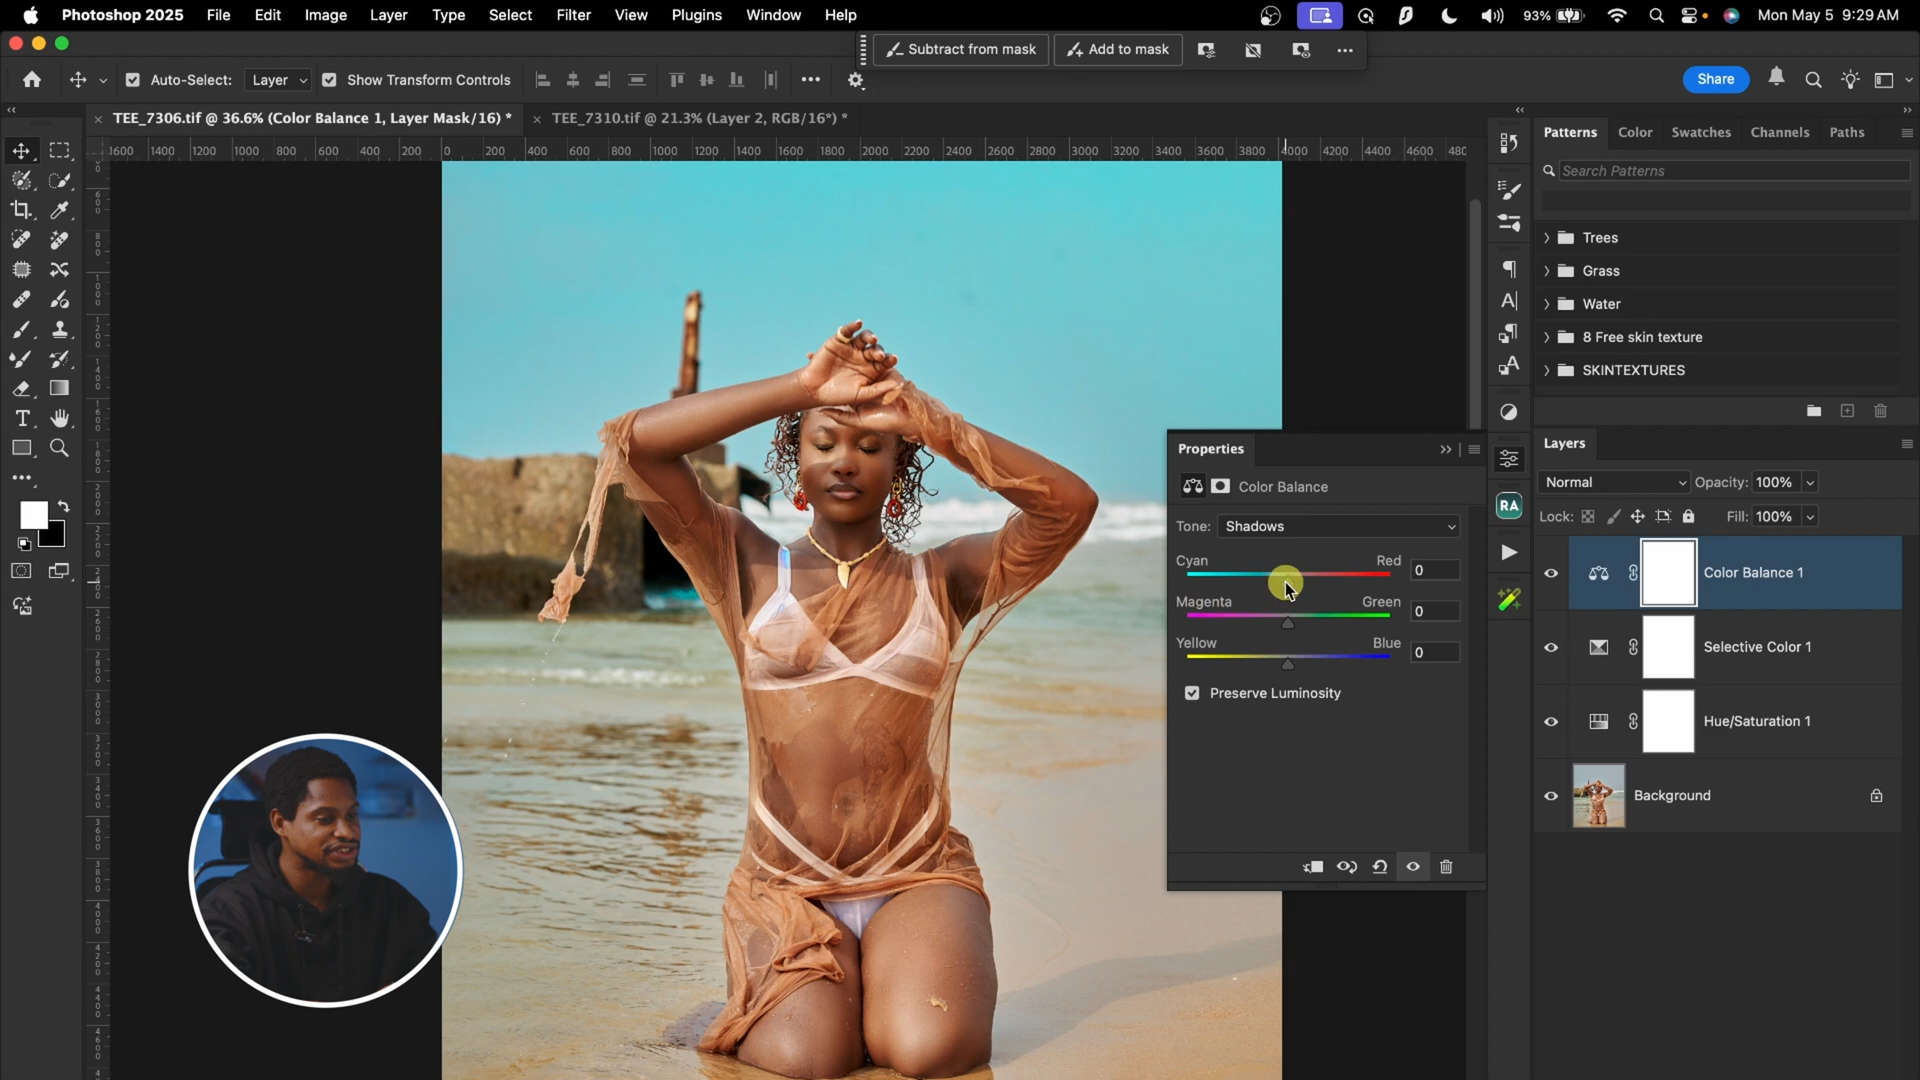 Photoshop 2025 File Edit Image Layer Type Select Filter View Plugins Window Help 93% Mon May 5 9:29 AM
Subtract from mask Add to mask
Auto-Select: Layer Show Transform Controls Share
TEE_7306.tif @ 36.6% (Color Balance 1, Layer Mask/16) * TEE_7310.tif @ 21.3% (Layer 2, RGB/16*) *
1600 1400 1200 1000 800 600 400 200 0 200 400 600 800 1000 1200 1400 1600 1800 2000 2200 2400 2600 2800 3000 3200 3400 3600 3800 4000 4200 4400 4600
Patterns Color Swatches Channels Paths
Search Patterns
Trees
Grass
Water
8 Free skin texture
SKINTEXTURES
Properties
Color Balance
Tone: Shadows
Cyan Red 0
Magenta Green 0
Yellow Blue 0
Preserve Luminosity
RA
Layers
Normal Opacity: 100%
Lock: Fill: 100%
Color Balance 1
Selective Color 1
Hue/Saturation 1
Background